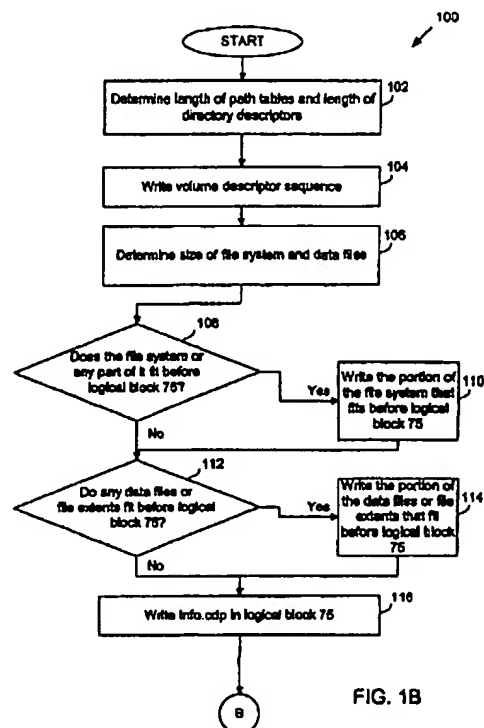 100
START
Determine length of path tables and length of
directory descriptors
102
Write volume descriptor sequence
104
Determine size of file system and data files
106
108
Does the file system or
any part of it fit before
logical block 75?
Yes
Write the portion of
the file system that
fits before logical
block 75
110
No
112
Do any data files or
file extents fit before logical
block 75?
Yes
Write the portion of
the data files or file
extents that fit
before logical block
75
114
No
Write info.cdp in logical block 75
116
B
FIG. 1B